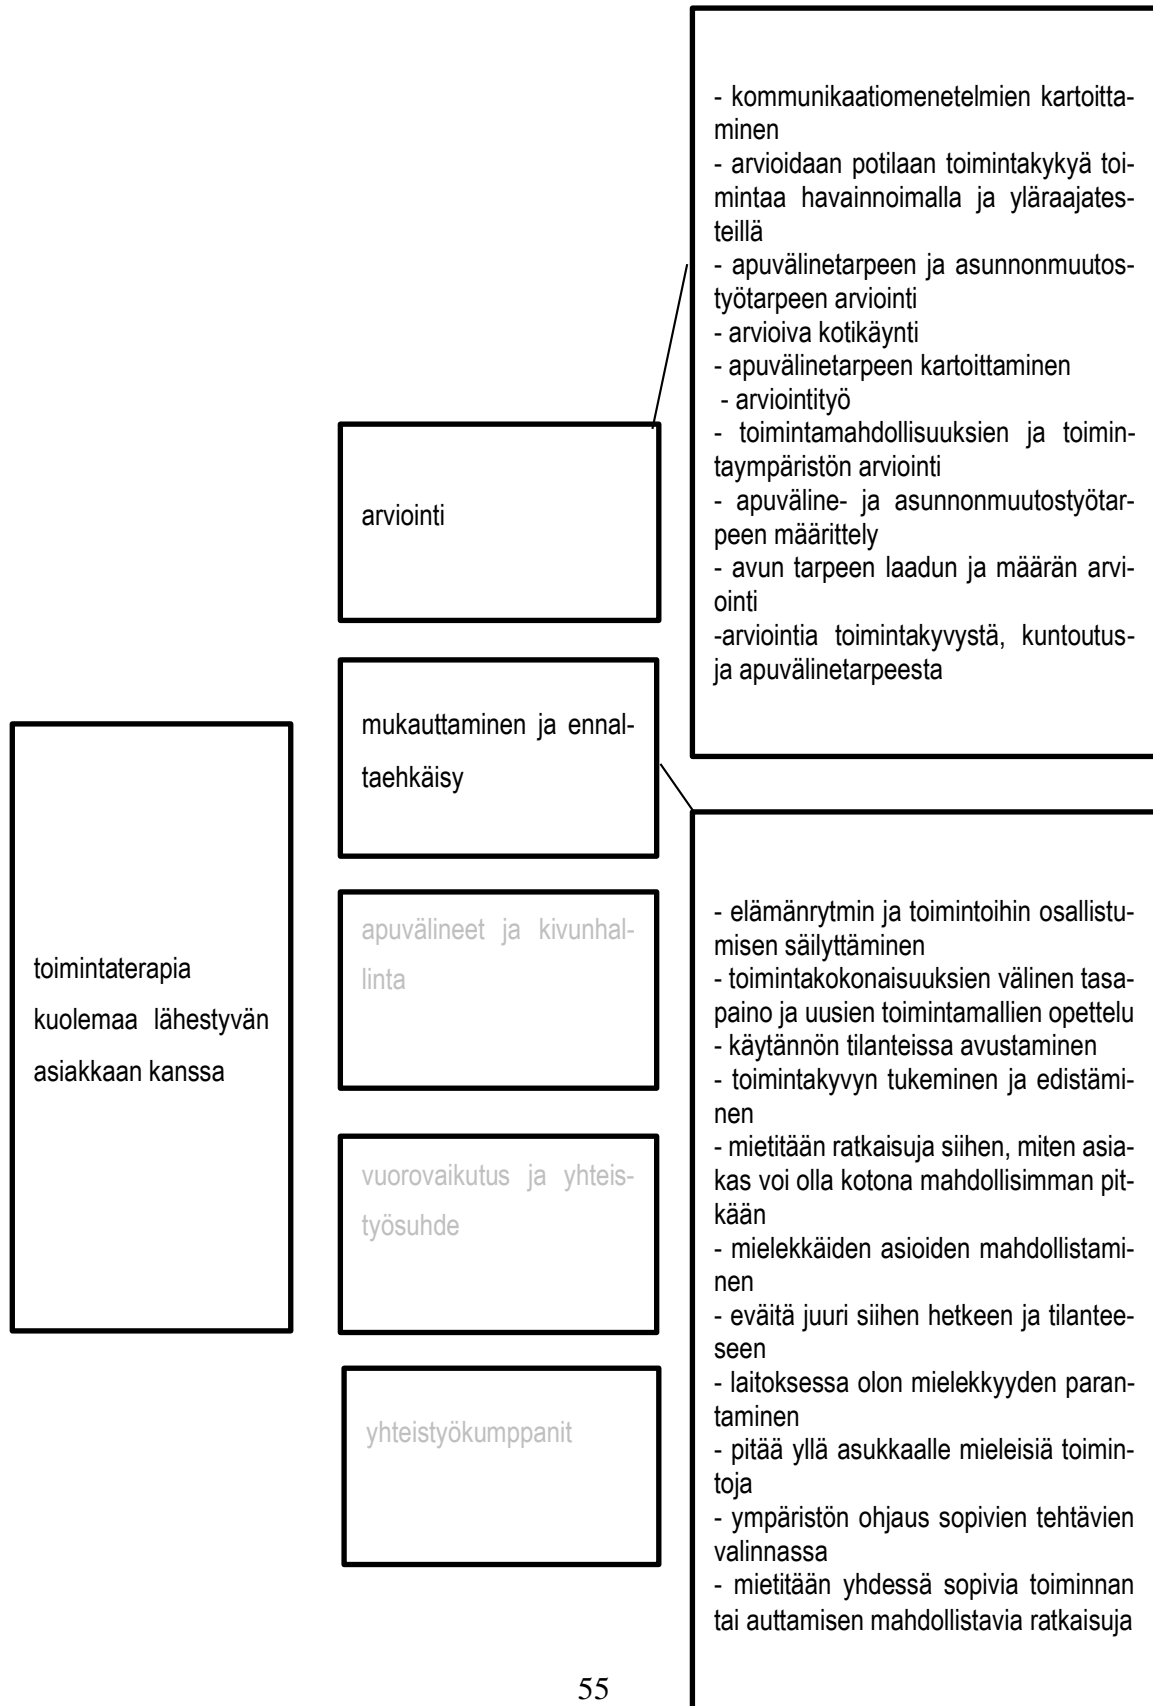 toimintaterapia
kuolemaa lähestyvän
asiakkaan kanssa
arviointi
mukauttaminen ja ennal-
taehkäisy
apuvälineet ja kivunhal-
linta
vuorovaikutus ja yhteis-
työsuhde
yhteistyökumppanit
- kommunikaatiomenetelmien kartoitta-
minen
- arvioidaan potilaan toimintakykyä toi-
mintaa havainnoimalla ja yläraajates-
teillä
- apuvälinetarpeen ja asunnonmuutos-
työtarpeen arviointi
- arvioiva kotikäynti
- apuvälinetarpeen kartoittaminen
- arviointityö
- toimintamahdollisuuksien ja toimin-
taympäristön arviointi
- apuväline- ja asunnonmuutostyötar-
peen määrittely
- avun tarpeen laadun ja määrän arvi-
ointi
-arviointia toimintakyvystä, kuntoutus-
ja apuvälinetarpeesta
- elämänrytmin ja toimintoihin osallistu-
misen säilyttäminen
- toimintakokonaisuuksien välinen tasa-
paino ja uusien toimintamallien opettelu
- käytännön tilanteissa avustaminen
- toimintakyvyn tukeminen ja edistämi-
nen
- mietitään ratkaisuja siihen, miten asia-
kas voi olla kotona mahdollisimman pit-
kään
- mielekkäiden asioiden mahdollistami-
nen
- eväitä juuri siihen hetkeen ja tilantee-
seen
- laitoksessa olon mielekkyyden paran-
taminen
- pitää yllä asukkaalle mieleisiä toimin-
toja
- ympäristön ohjaus sopivien tehtävien
valinnassa
- mietitään yhdessä sopivia toiminnan
tai auttamisen mahdollistavia ratkaisuja
55